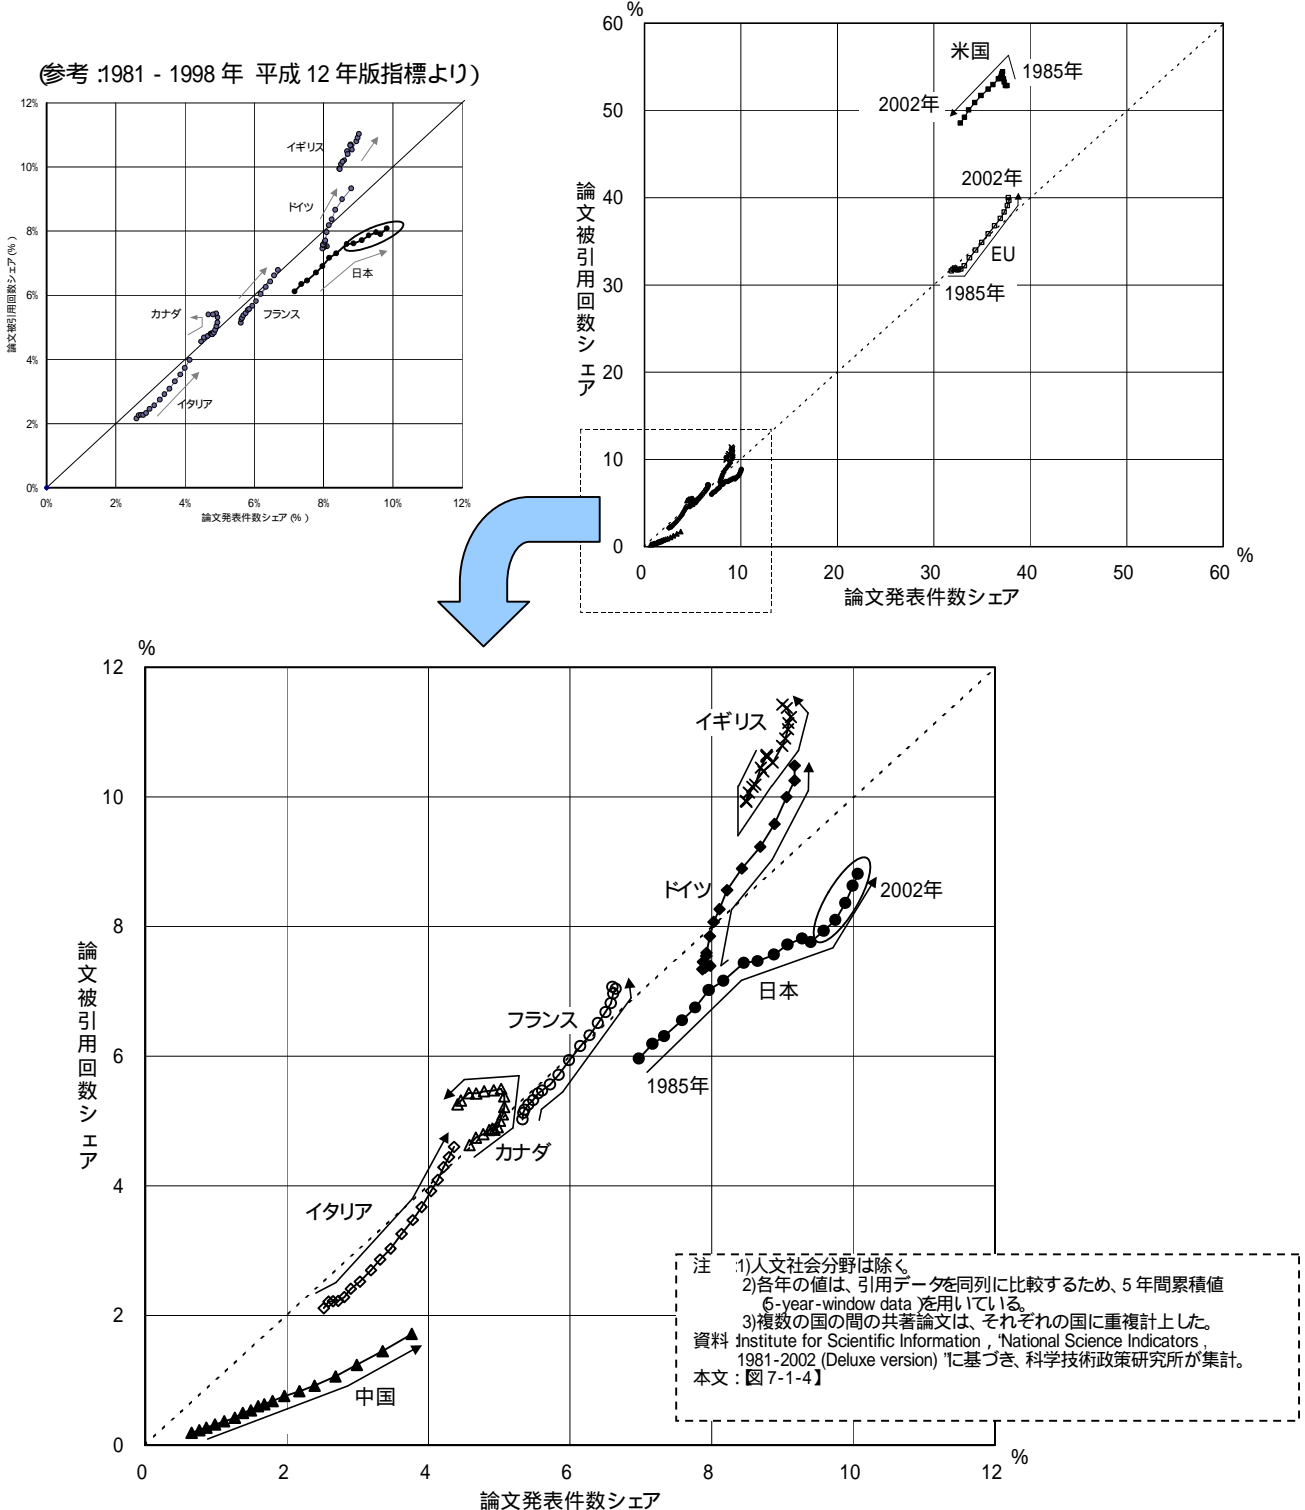 (参考:1981 - 1998年 平成12年版指標より)
12%
10%
8%
6%
4%
2%
0%
論文被引用回数シェア(%)
イギリス
ドイツ
日本
フランス
カナダ
イタリア
0%
2%
4%
6%
8%
10%
12%
論文発表件数シェア(%)
%
60
50
40
30
20
10
0
論文被引用回数シェア
米国
1985年
2002年
2002年
EU
1985年
0
10
20
30
40
50
60
%
論文発表件数シェア
%
12
10
8
6
4
2
0
論文被引用回数シェア
イギリス
ドイツ
2002年
日本
フランス
1985年
カナダ
イタリア
中国
0
2
4
6
8
10
12
%
論文発表件数シェア
注 :1)人文社会分野は除く。
2)各年の値は、引用データを同列に比較するため、5年間累積値
(5-year-window data)を用いている。
3)複数の国の間の共著論文は、それぞれの国に重複計上した。
資料:Institute for Scientific Information, "National Science Indicators,
1981-2002 (Deluxe version)"に基づき、科学技術政策研究所が集計。
本文:【図7-1-4】